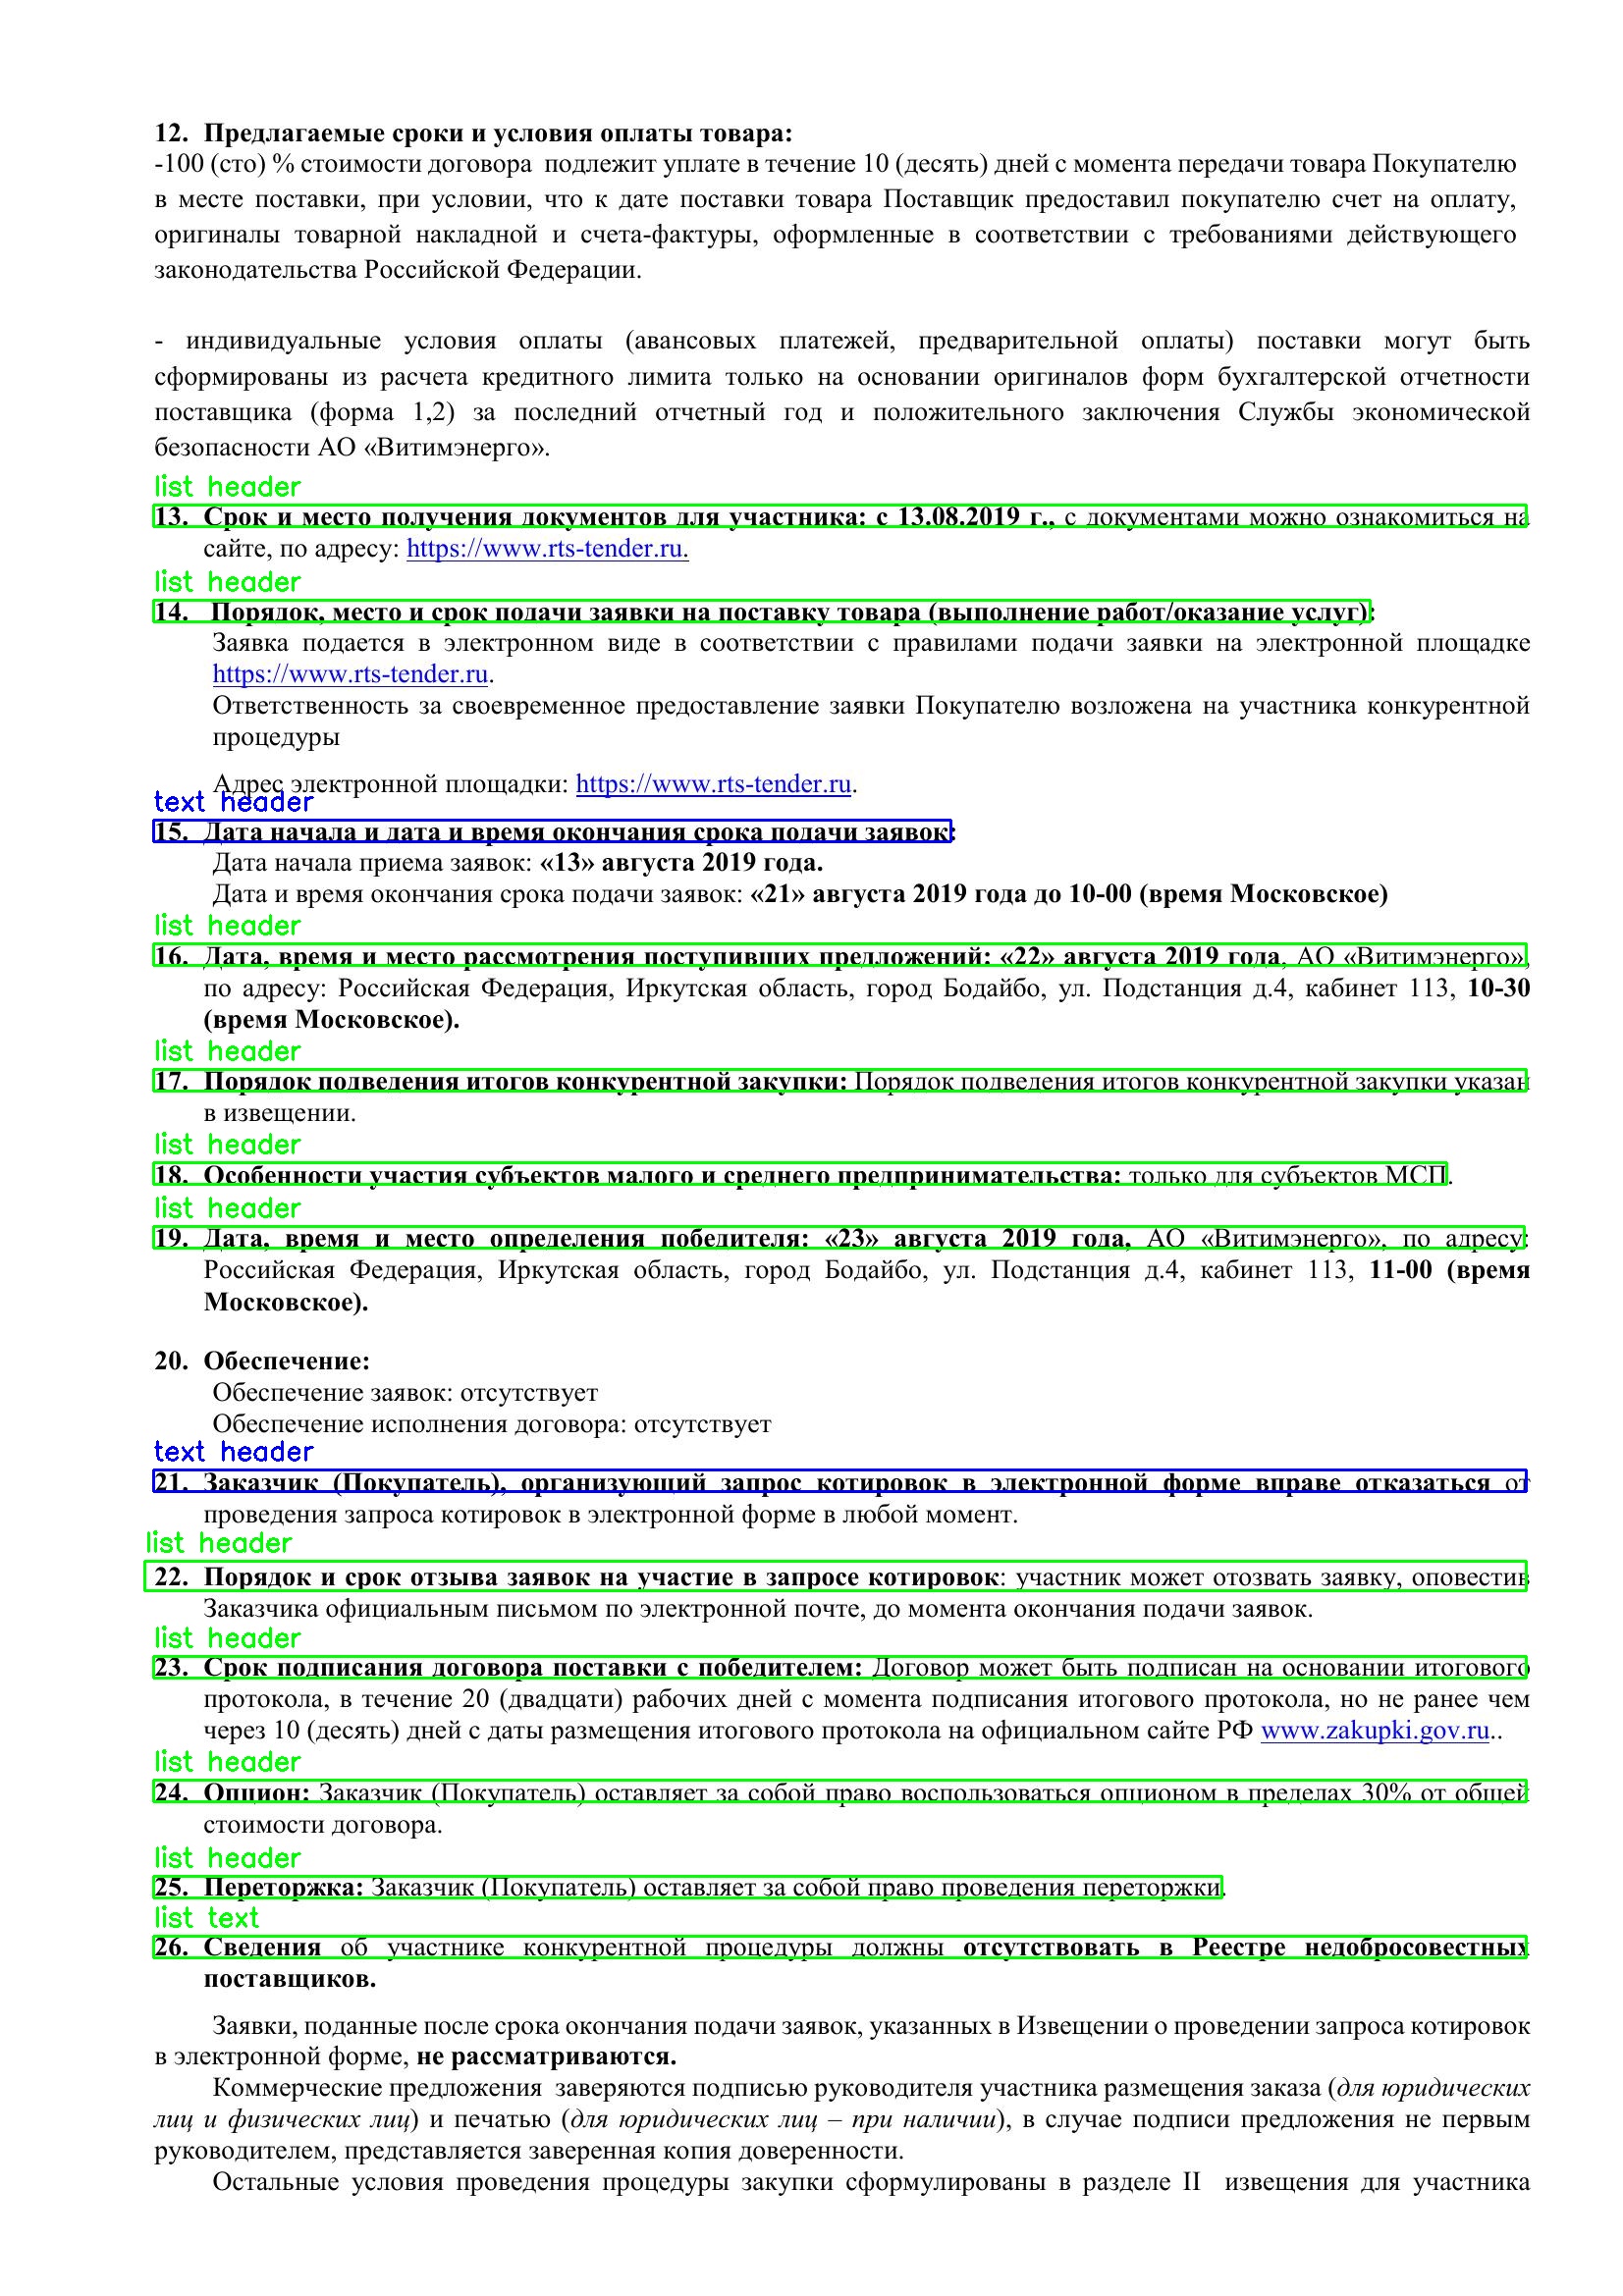 12. Предлагаемые сроки и условия оплаты товара:
-100 (сто) % стоимости договора  подлежит уплате в течение 10 (десять) дней с момента передачи товара Покупателю
в месте поставки, при условии, что к дате поставки товара Поставщик предоставил покупателю счет на оплату,
оригиналы товарной накладной и счета-фактуры, оформленные в соответствии с требованиями действующего
законодательства Российской Федерации.
- индивидуальные условия оплаты (авансовых платежей, предварительной оплаты) поставки могут быть
сформированы из расчета кредитного лимита только на основании оригиналов форм бухгалтерской отчетности
поставщика (форма 1,2) за последний отчетный год и положительного заключения Службы экономической
безопасности АО «Витимэнерго».
list header
13. Срок и место получения документов для участника: с 13.08.2019 г., с документами можно ознакомиться на
сайте, по адресу: https://www.rts-tender.ru.
list header
14. Порядок, место и срок подачи заявки на поставку товара (выполнение работ/оказание услуг):
Заявка подается в электронном виде в соответствии с правилами подачи заявки на электронной площадке
https://www.rts-tender.ru.
Ответственность за своевременное предоставление заявки Покупателю возложена на участника конкурентной
процедуры
Адрес электронной площадки: https://www.rts-tender.ru.
text header
15. Дата начала и дата и время окончания срока подачи заявок:
Дата начала приема заявок: «13» августа 2019 года.
Дата и время окончания срока подачи заявок: «21» августа 2019 года до 10-00 (время Московское)
list header
16. Дата, время и место рассмотрения поступивших предложений: «22» августа 2019 года, АО «Витимэнерго»,
по адресу: Российская Федерация, Иркутская область, город Бодайбо, ул. Подстанция д.4, кабинет 113, 10-30
(время Московское).
list header
17. Порядок подведения итогов конкурентной закупки: Порядок подведения итогов конкурентной закупки указан
в извещении.
list header
18. Особенности участия субъектов малого и среднего предпринимательства: только для субъектов МСП.
list header
19. Дата, время и место определения победителя: «23» августа 2019 года, АО «Витимэнерго», по адресу:
Российская Федерация, Иркутская область, город Бодайбо, ул. Подстанция д.4, кабинет 113, 11-00 (время
Московское).
20. Обеспечение:
Обеспечение заявок: отсутствует
Обеспечение исполнения договора: отсутствует
text header
21. Заказчик (Покупатель), организующий запрос котировок в электронной форме вправе отказаться от
проведения запроса котировок в электронной форме в любой момент.
list header
22. Порядок и срок отзыва заявок на участие в запросе котировок: участник может отозвать заявку, оповестив
Заказчика официальным письмом по электронной почте, до момента окончания подачи заявок.
list header
23. Срок подписания договора поставки с победителем: Договор может быть подписан на основании итогового
протокола, в течение 20 (двадцати) рабочих дней с момента подписания итогового протокола, но не ранее чем
через 10 (десять) дней с даты размещения итогового протокола на официальном сайте РФ www.zakupki.gov.ru..
list header
24. Опцион: Заказчик (Покупатель) оставляет за собой право воспользоваться опционом в пределах 30% от общей
стоимости договора.
list header
25. Переторжка: Заказчик (Покупатель) оставляет за собой право проведения переторжки.
list text
26. Сведения об участнике конкурентной процедуры должны отсутствовать в Реестре недобросовестных
поставщиков.
Заявки, поданные после срока окончания подачи заявок, указанных в Извещении о проведении запроса котировок
в электронной форме, не рассматриваются.
Коммерческие предложения  заверяются подписью руководителя участника размещения заказа (для юридических
лиц и физических лиц) и печатью (для юридических лиц – при наличии), в случае подписи предложения не первым
руководителем, представляется заверенная копия доверенности.
Остальные условия проведения процедуры закупки сформулированы в разделе II  извещения для участника